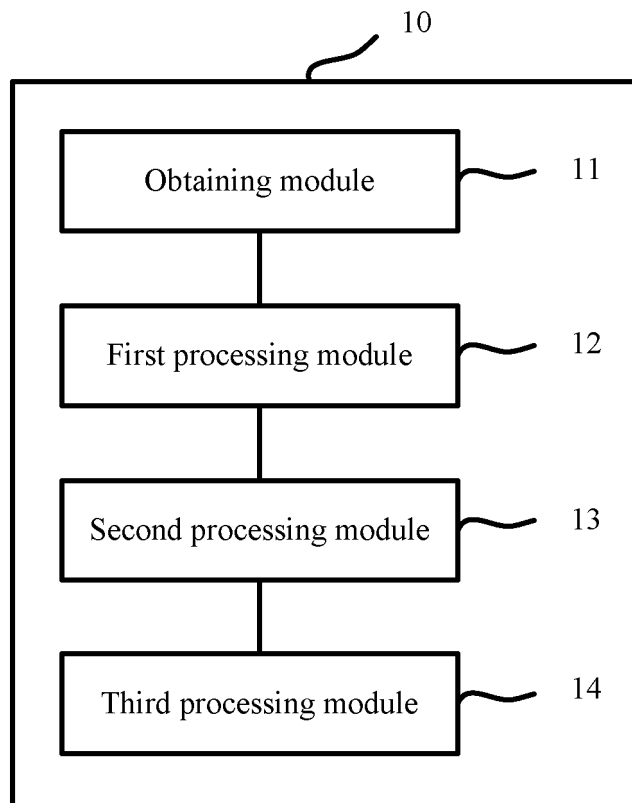 10
Obtaining module
11
First processing module
12
Second processing module
13
Third processing module
14